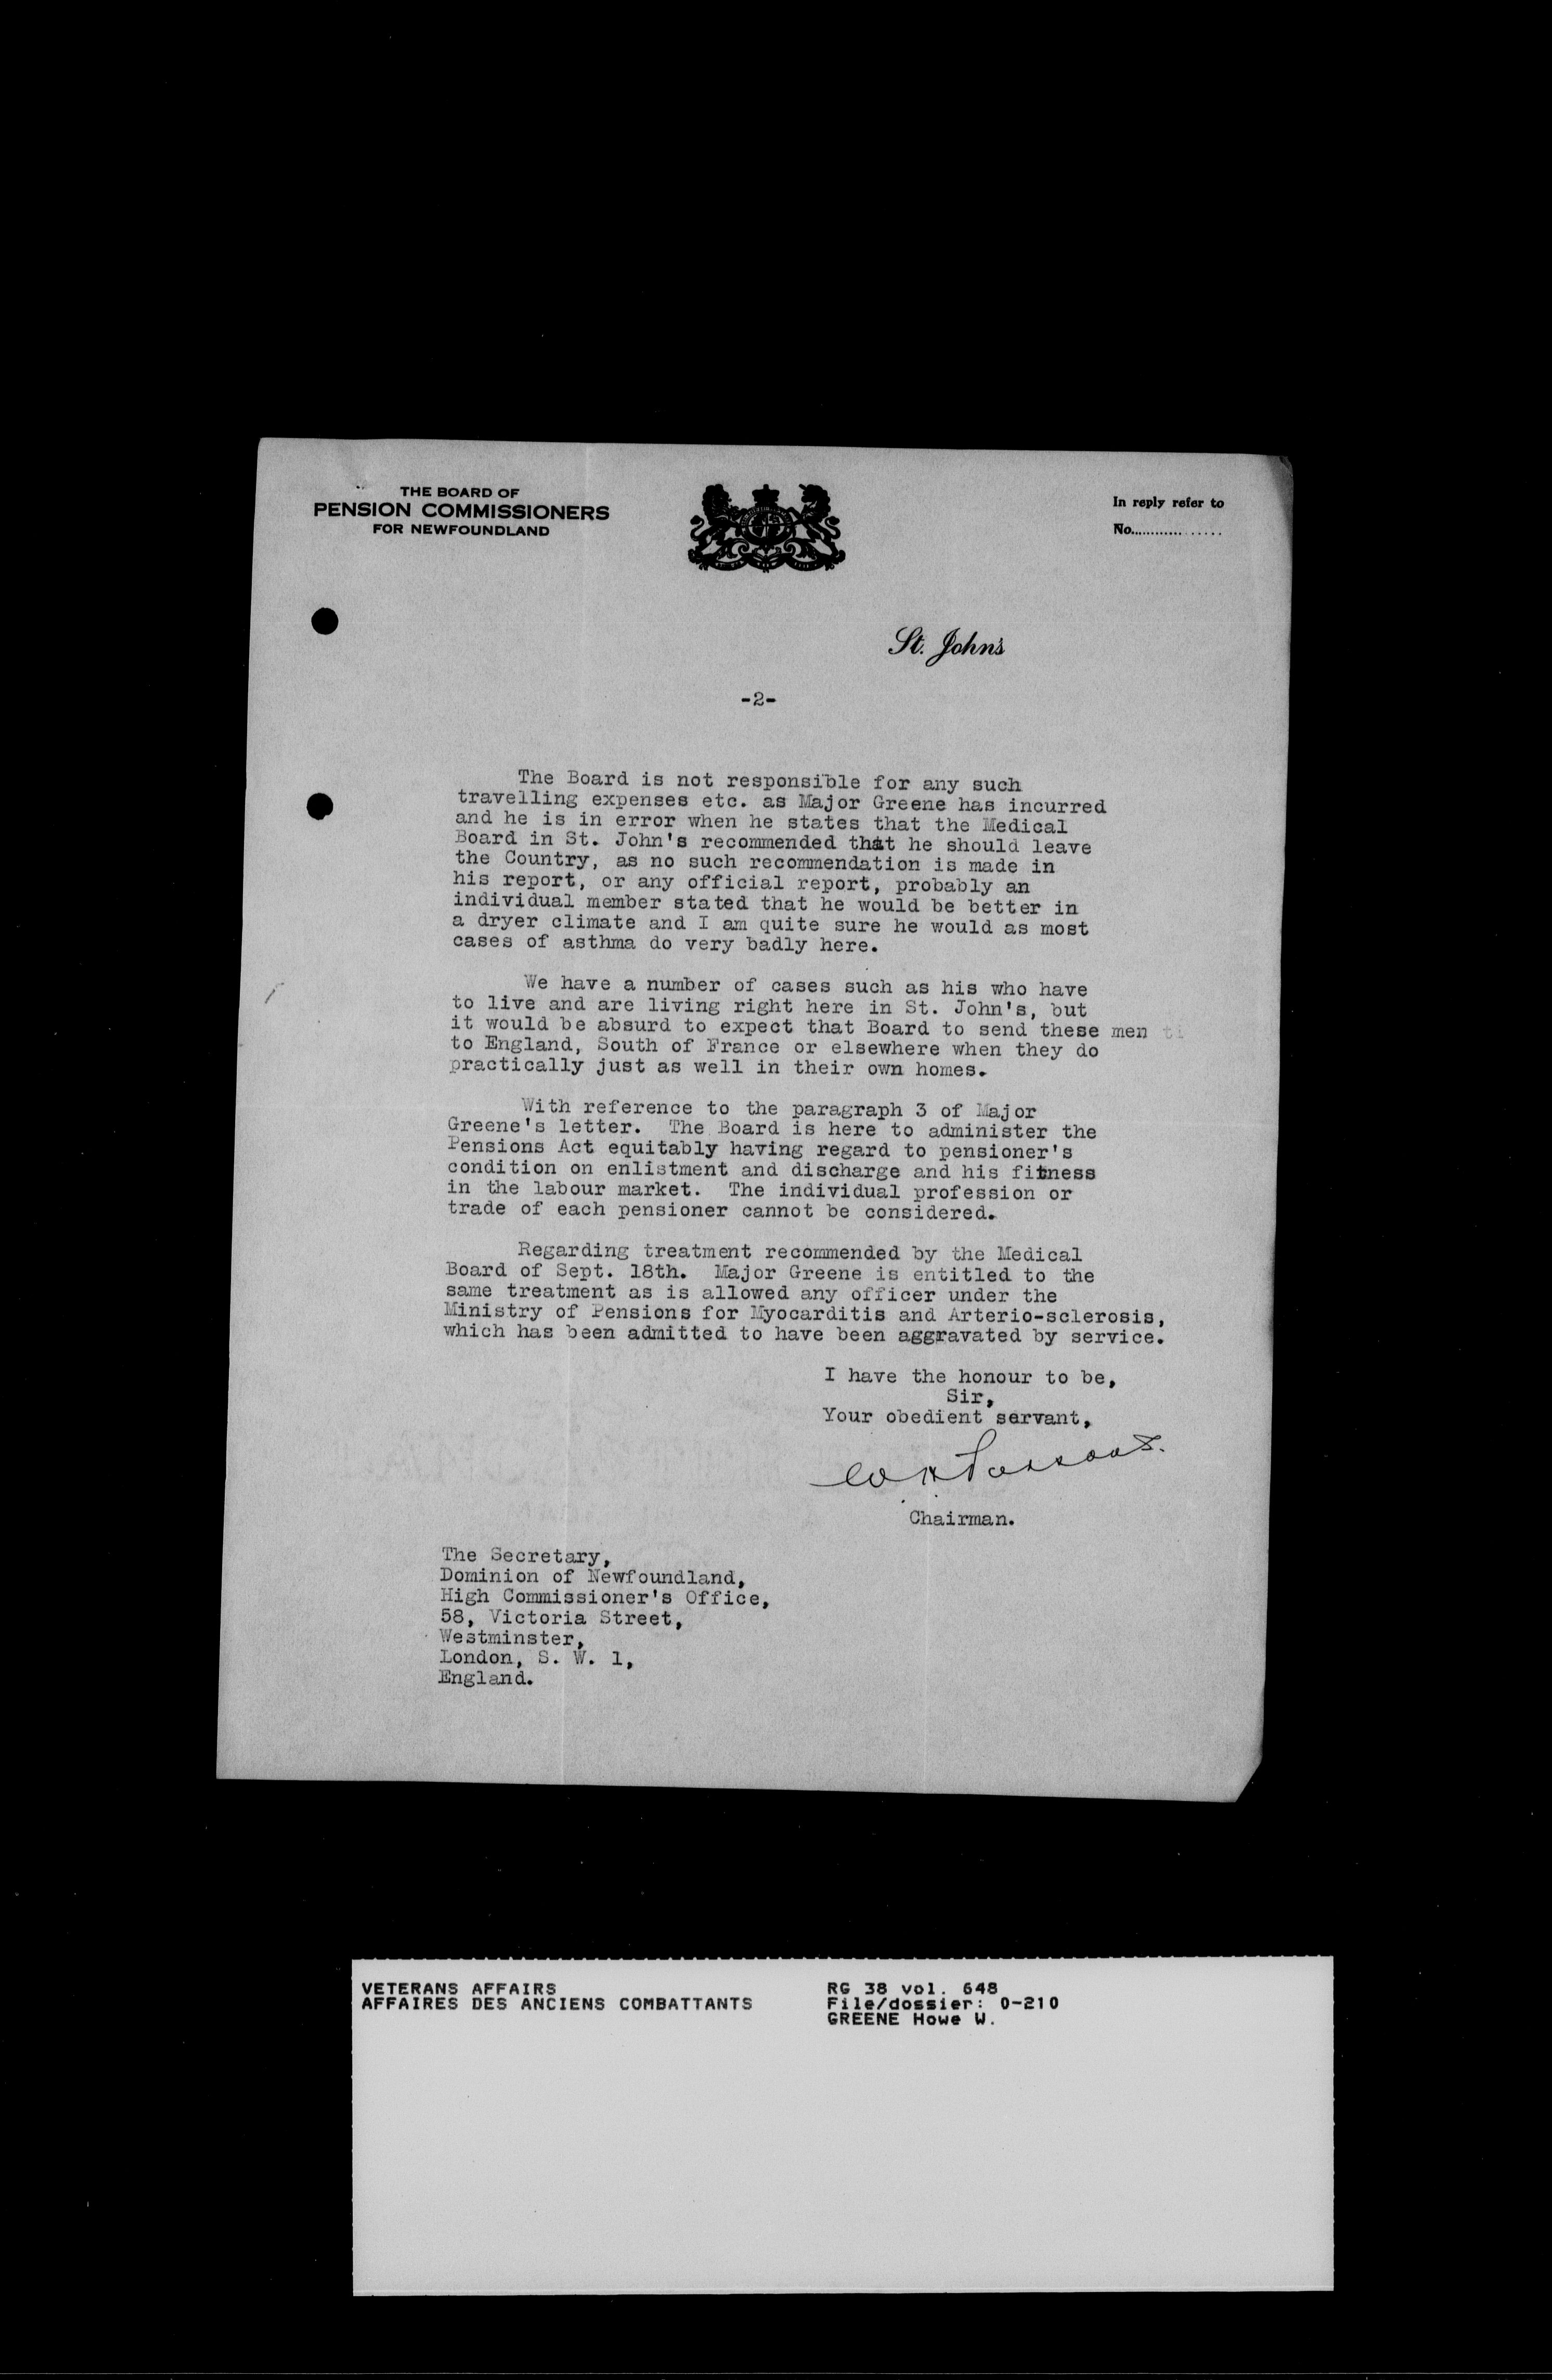 THE BOARD OF
PENSION COMMISSIONERS
FOR NEWFOUNDLAND
In reply refer to
No..................
St. John's
-2-
The Board is not responsible for any such
travelling expenses etc. as Major Greene has incurred
and he is in error when he states that the Medical
Board in St. John's recommended that he should leave
the Country, as no such recommendation is made in
his report, or any official report, probably an
individual member stated that he would be better in
a dryer climate and I am quite sure he would as most
cases of asthma do very badly here.
We have a number of cases such as his who have
to live and are living right here in St. John's, but
it would be absurd to expect that Board to send these men
to England, South of France or elsewhere when they do
practically just as well in their own homes.
With reference to the paragraph 3 of Major
Greene's letter. The Board is here to administer the
Pensions Act equitably having regard to pensioner's
condition on enlistment and discharge and his fitness
in the labour market. The individual profession or
trade of each pensioner cannot be considered.
Regarding treatment recommended by the Medical
Board of Sept. 18th. Major Greene is entitled to the
same treatment as is allowed any officer under the
Ministry of Pensions for Myocarditis and Arterio-sclerosis,
which has been admitted to have been aggravated by service.
I have the honour to be,
Sir,
Your obedient servant,
Chairman.
The Secretary,
Dominion of Newfoundland,
High Commissioner's Office,
58, Victoria Street,
Westminster,
London, S. W. 1,
England.
VETERANS AFFAIRS
AFFAIRES DES ANCIENS COMBATTANTS
RG 38 vol. 648
File/dossier: 0-210
GREENE Howe W.